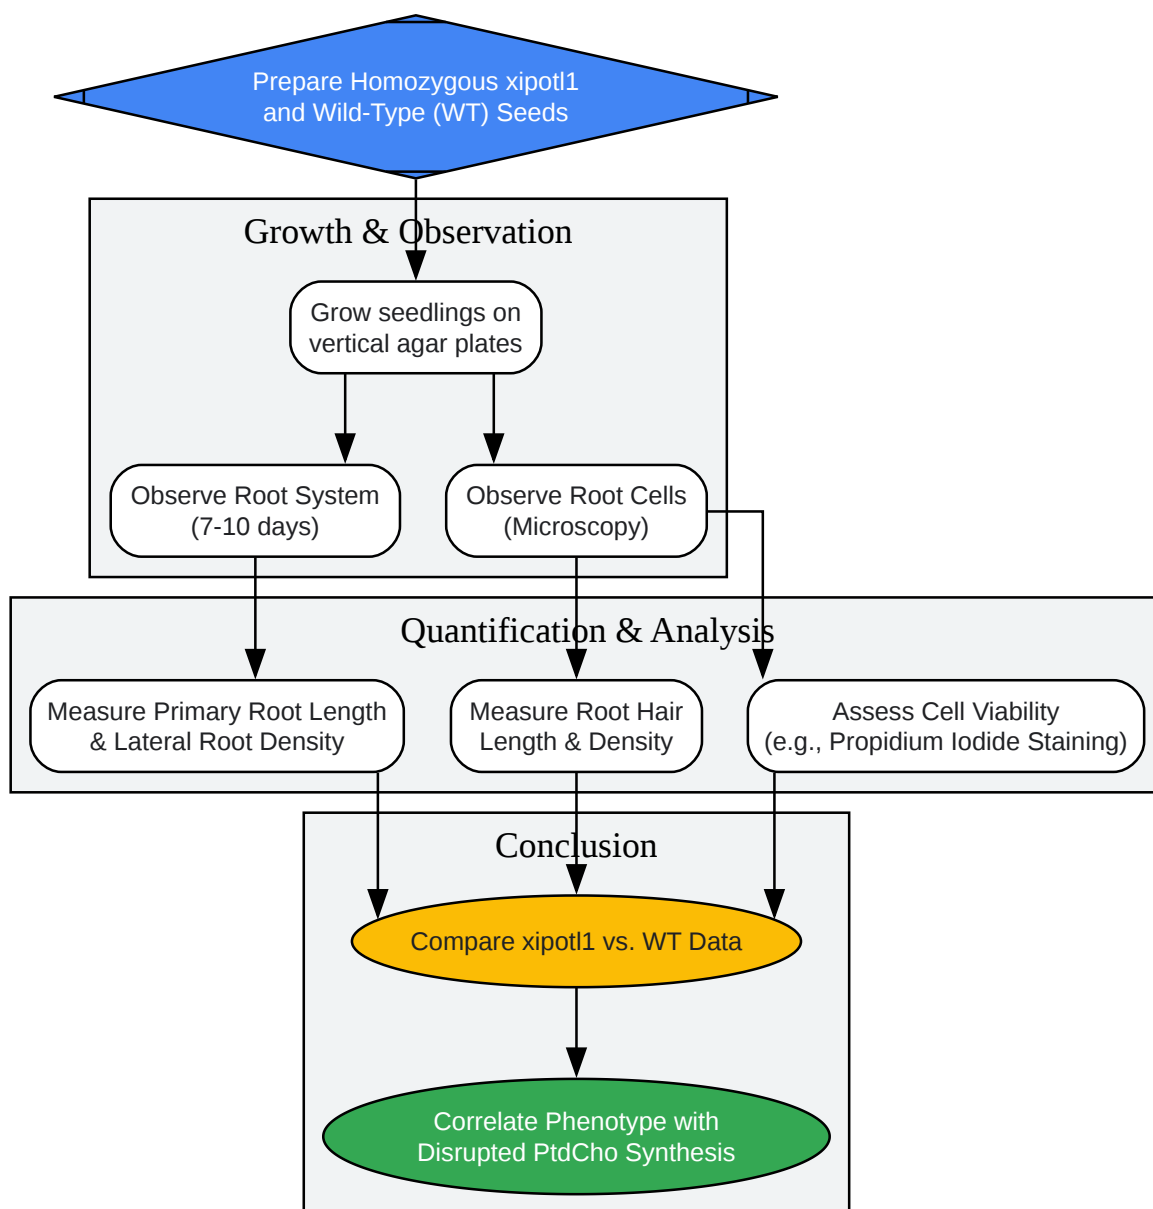 Prepare Homozygous xipotl1
and Wild-Type (WT) Seeds
Growth & Observation
Grow seedlings on
vertical agar plates
Observe Root System
(7-10 days)
Observe Root Cells
(Microscopy)
Quantification & Analysis
Measure Primary Root Length
& Lateral Root Density
Measure Root Hair
Length & Density
Assess Cell Viability
(e.g., Propidium Iodide Staining)
Conclusion
Compare xipotl1 vs. WT Data
Correlate Phenotype with
Disrupted PtdCho Synthesis